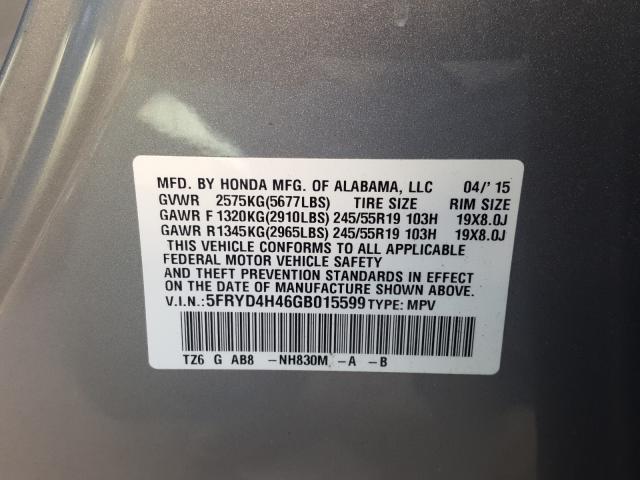 MFD. BY HONDA MFG. OF ALABAMA, LLC 04/'15
GVWR 2575KG(5677LBS) TIRE SIZE RIM SIZE
GAWR F 1320KG(2910LBS) 245/55R19 103H 19X8.0J
GAWR R1345KG(2965LBS) 245/55R19 103H 19X8.0J
THIS VEHICLE CONFORMS TO ALL APPLICABLE
FEDERAL MOTOR VEHICLE SAFETY
AND THEFT PREVENTION STANDARDS IN EFFECT
ON THE DATE OF MANUFACTURE SHOWN ABOVE.
V.I.N.:5FRYD4H46GB015599 TYPE: MPV
TZ6 G AB8 -NH830M -A -B